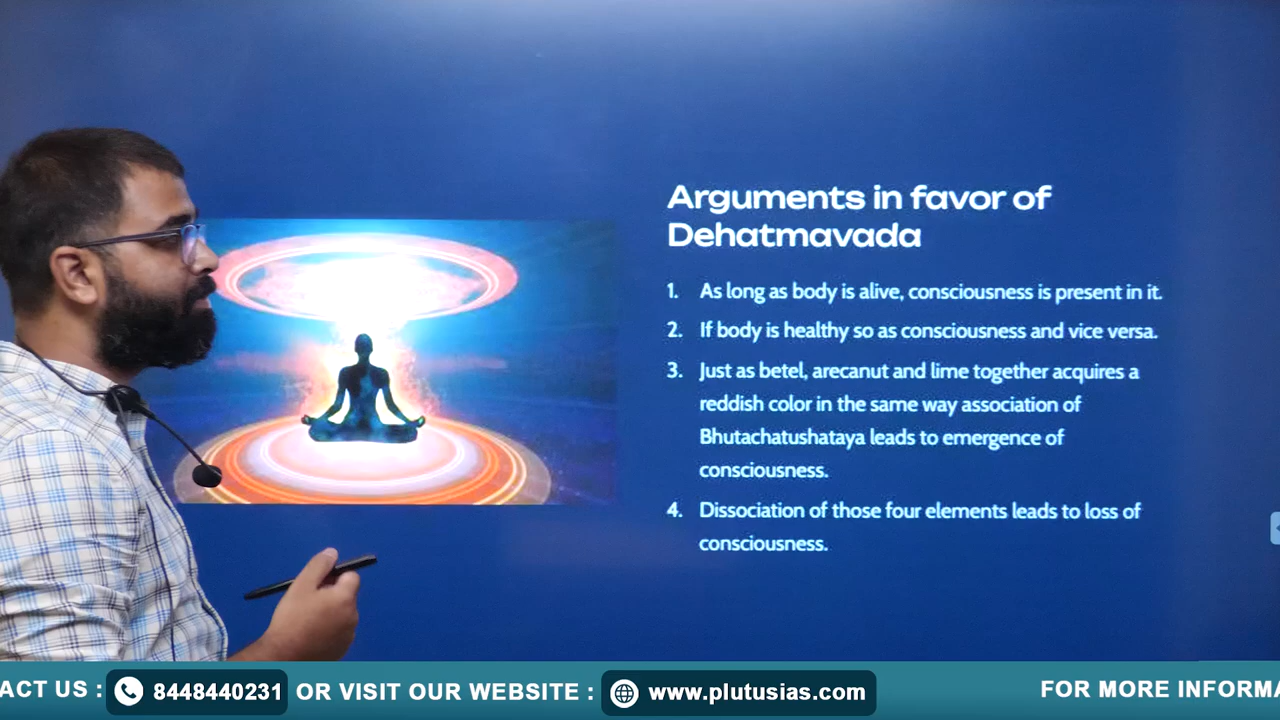 Arguments in favor of
Dehatmavada
1. As long as body is alive, consciousness is present in it.
2. If body is healthy so as consciousness and vice versa.
3. Just as betel, arecanut and lime together acquires a
reddish color in the same way association of
Bhutachatushataya leads to emergence of
consciousness.
4. Dissociation of those four elements leads to loss of
consciousness.
ACT US : 8448440231 OR VISIT OUR WEBSITE : www.plutusias.com FOR MORE INFORMA